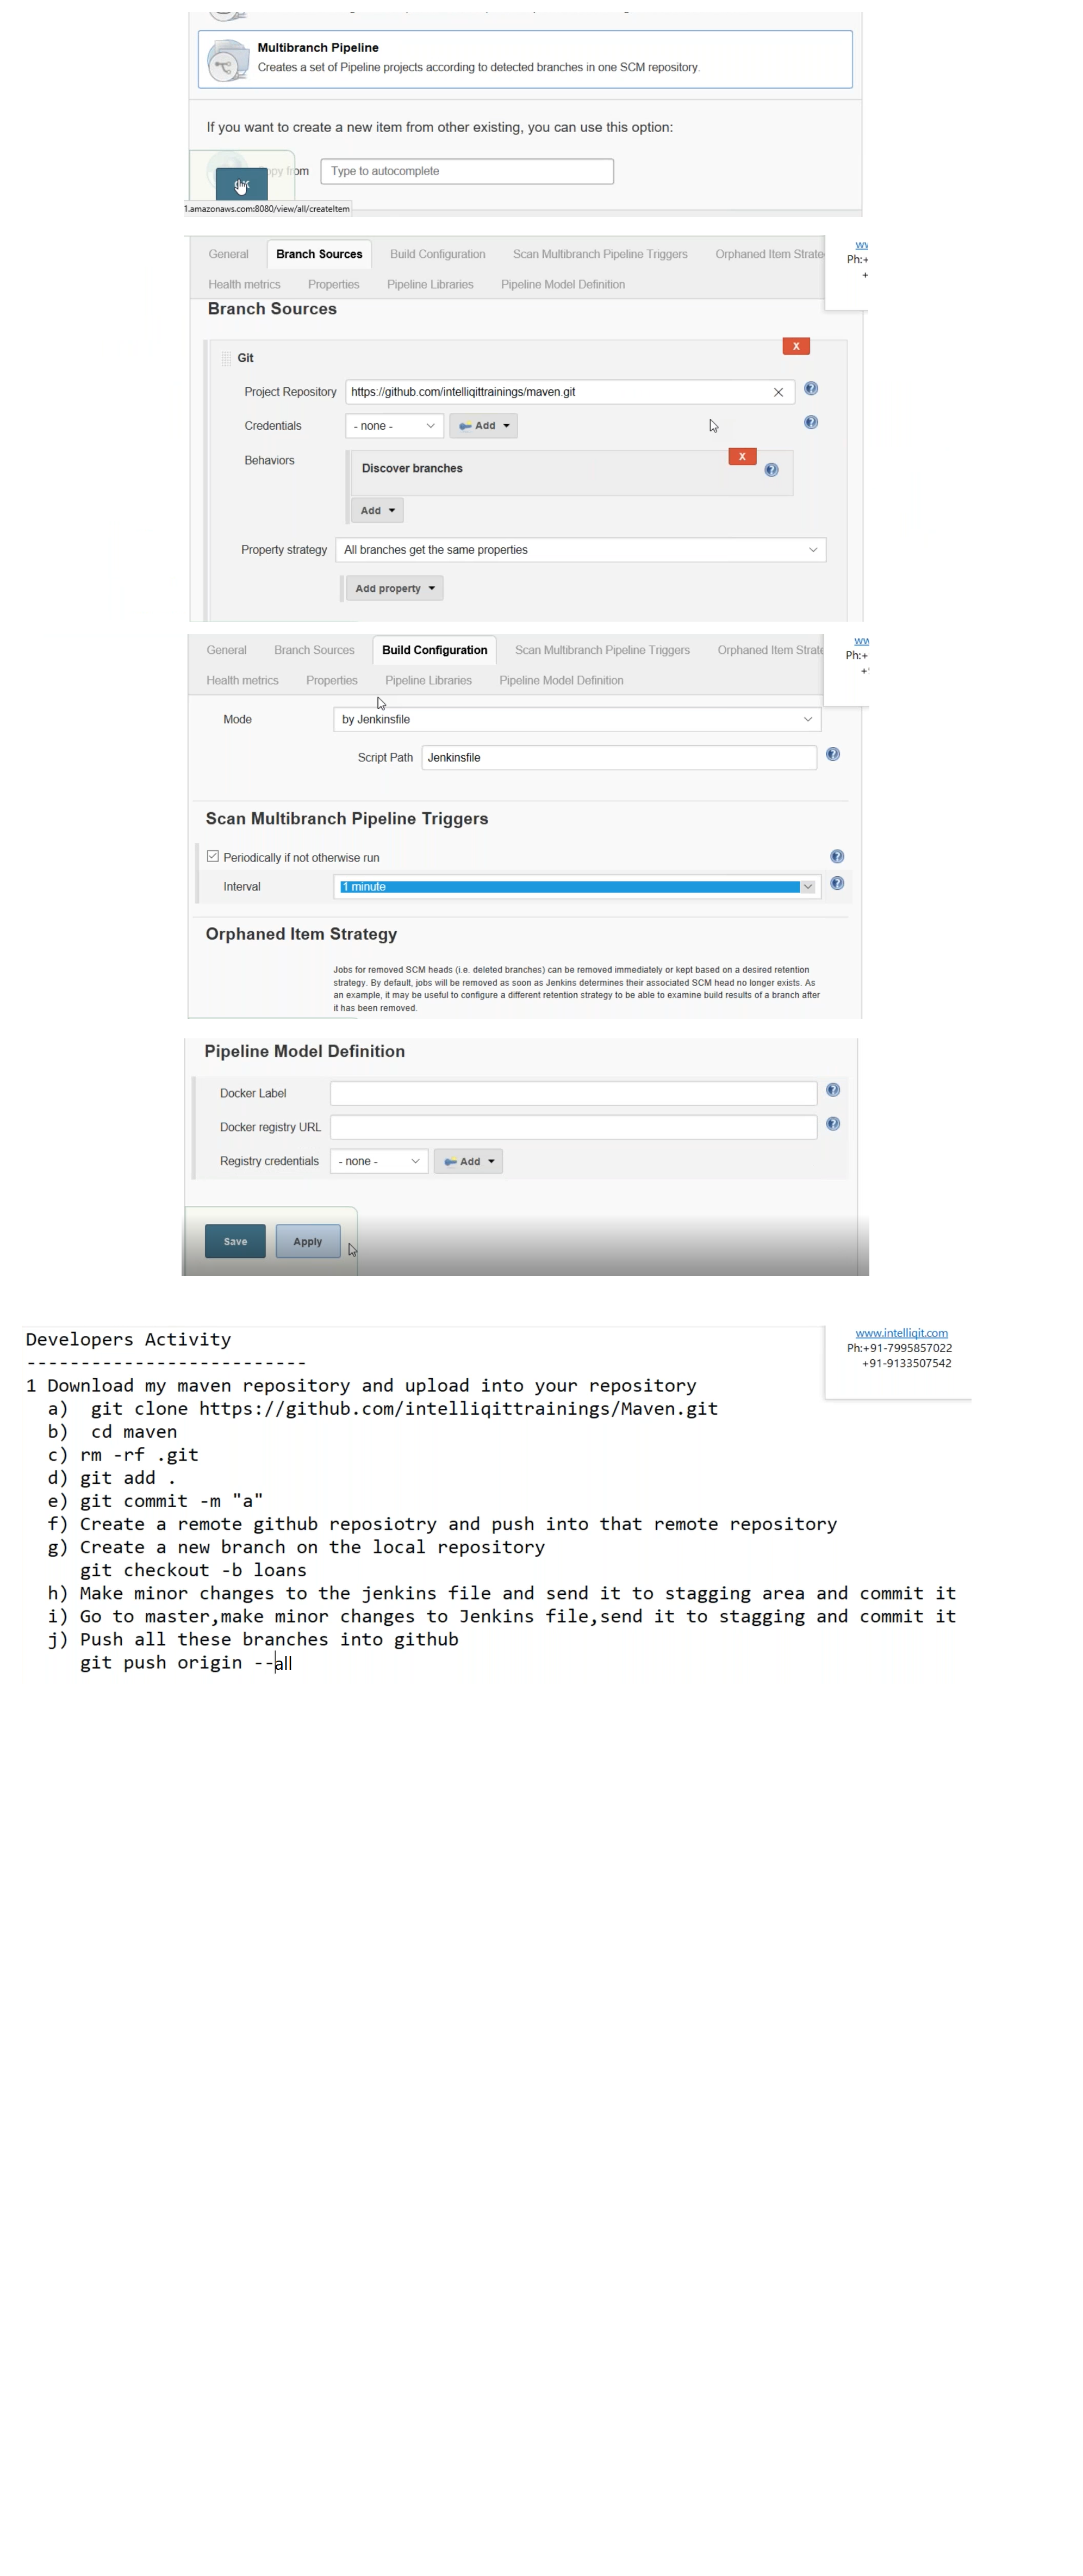 Multibranch Pipeline
Creates a set of Pipeline projects according to detected branches in one SCM repository.
If you want to create a new item from other existing, you can use this option:
Type to autocomplete
1.amazonaws.com:8080/view/all/createItem
General Branch Sources Build Configuration Scan Multibranch Pipeline Triggers Orphaned Item Strate
Ph:+
+
Health metrics Properties Pipeline Libraries Pipeline Model Definition
Branch Sources
X
Git
Project Repository https://github.com/intelliqittrainings/maven.git
Credentials - none - Add
Behaviors
X
Discover branches
Add
Property strategy All branches get the same properties
Add property
General Branch Sources Build Configuration Scan Multibranch Pipeline Triggers Orphaned Item Strate
Ph:+
Health metrics Properties Pipeline Libraries Pipeline Model Definition
Mode by Jenkinsfile
Script Path Jenkinsfile
Scan Multibranch Pipeline Triggers
Periodically if not otherwise run
Interval 1 minute
Orphaned Item Strategy
Jobs for removed SCM heads (i.e. deleted branches) can be removed immediately or kept based on a desired retention
strategy. By default, jobs will be removed as soon as Jenkins determines their associated SCM head no longer exists. As
an example, it may be useful to configure a different retention strategy to be able to examine build results of a branch after
it has been removed.
Pipeline Model Definition
Docker Label
Docker registry URL
Registry credentials - none - Add
Save Apply
www.intelliqit.com
Ph:+91-7995857022
+91-9133507542
Developers Activity
--------------------------
1 Download my maven repository and upload into your repository
a) git clone https://github.com/intelliqittrainings/Maven.git
b) cd maven
c) rm -rf .git
d) git add .
e) git commit -m "a"
f) Create a remote github reposiotry and push into that remote repository
g) Create a new branch on the local repository
git checkout -b loans
h) Make minor changes to the jenkins file and send it to stagging area and commit it
i) Go to master,make minor changes to Jenkins file,send it to stagging and commit it
j) Push all these branches into github
git push origin --all